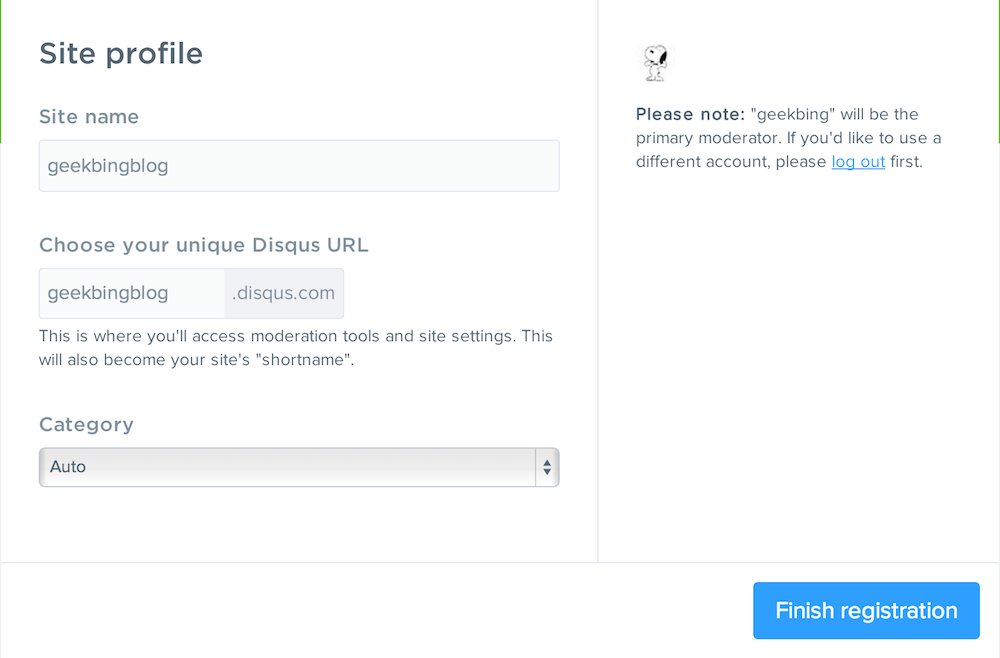 Site profile
Site name
geekbingblog
Choose your unique Disqus URL
geekbingblog .disqus.com
This is where you'll access moderation tools and site settings. This
will also become your site's "shortname".
Category
Auto
Please note: "geekbing" will be the
primary moderator. If you'd like to use a
different account, please log out first.
Finish registration